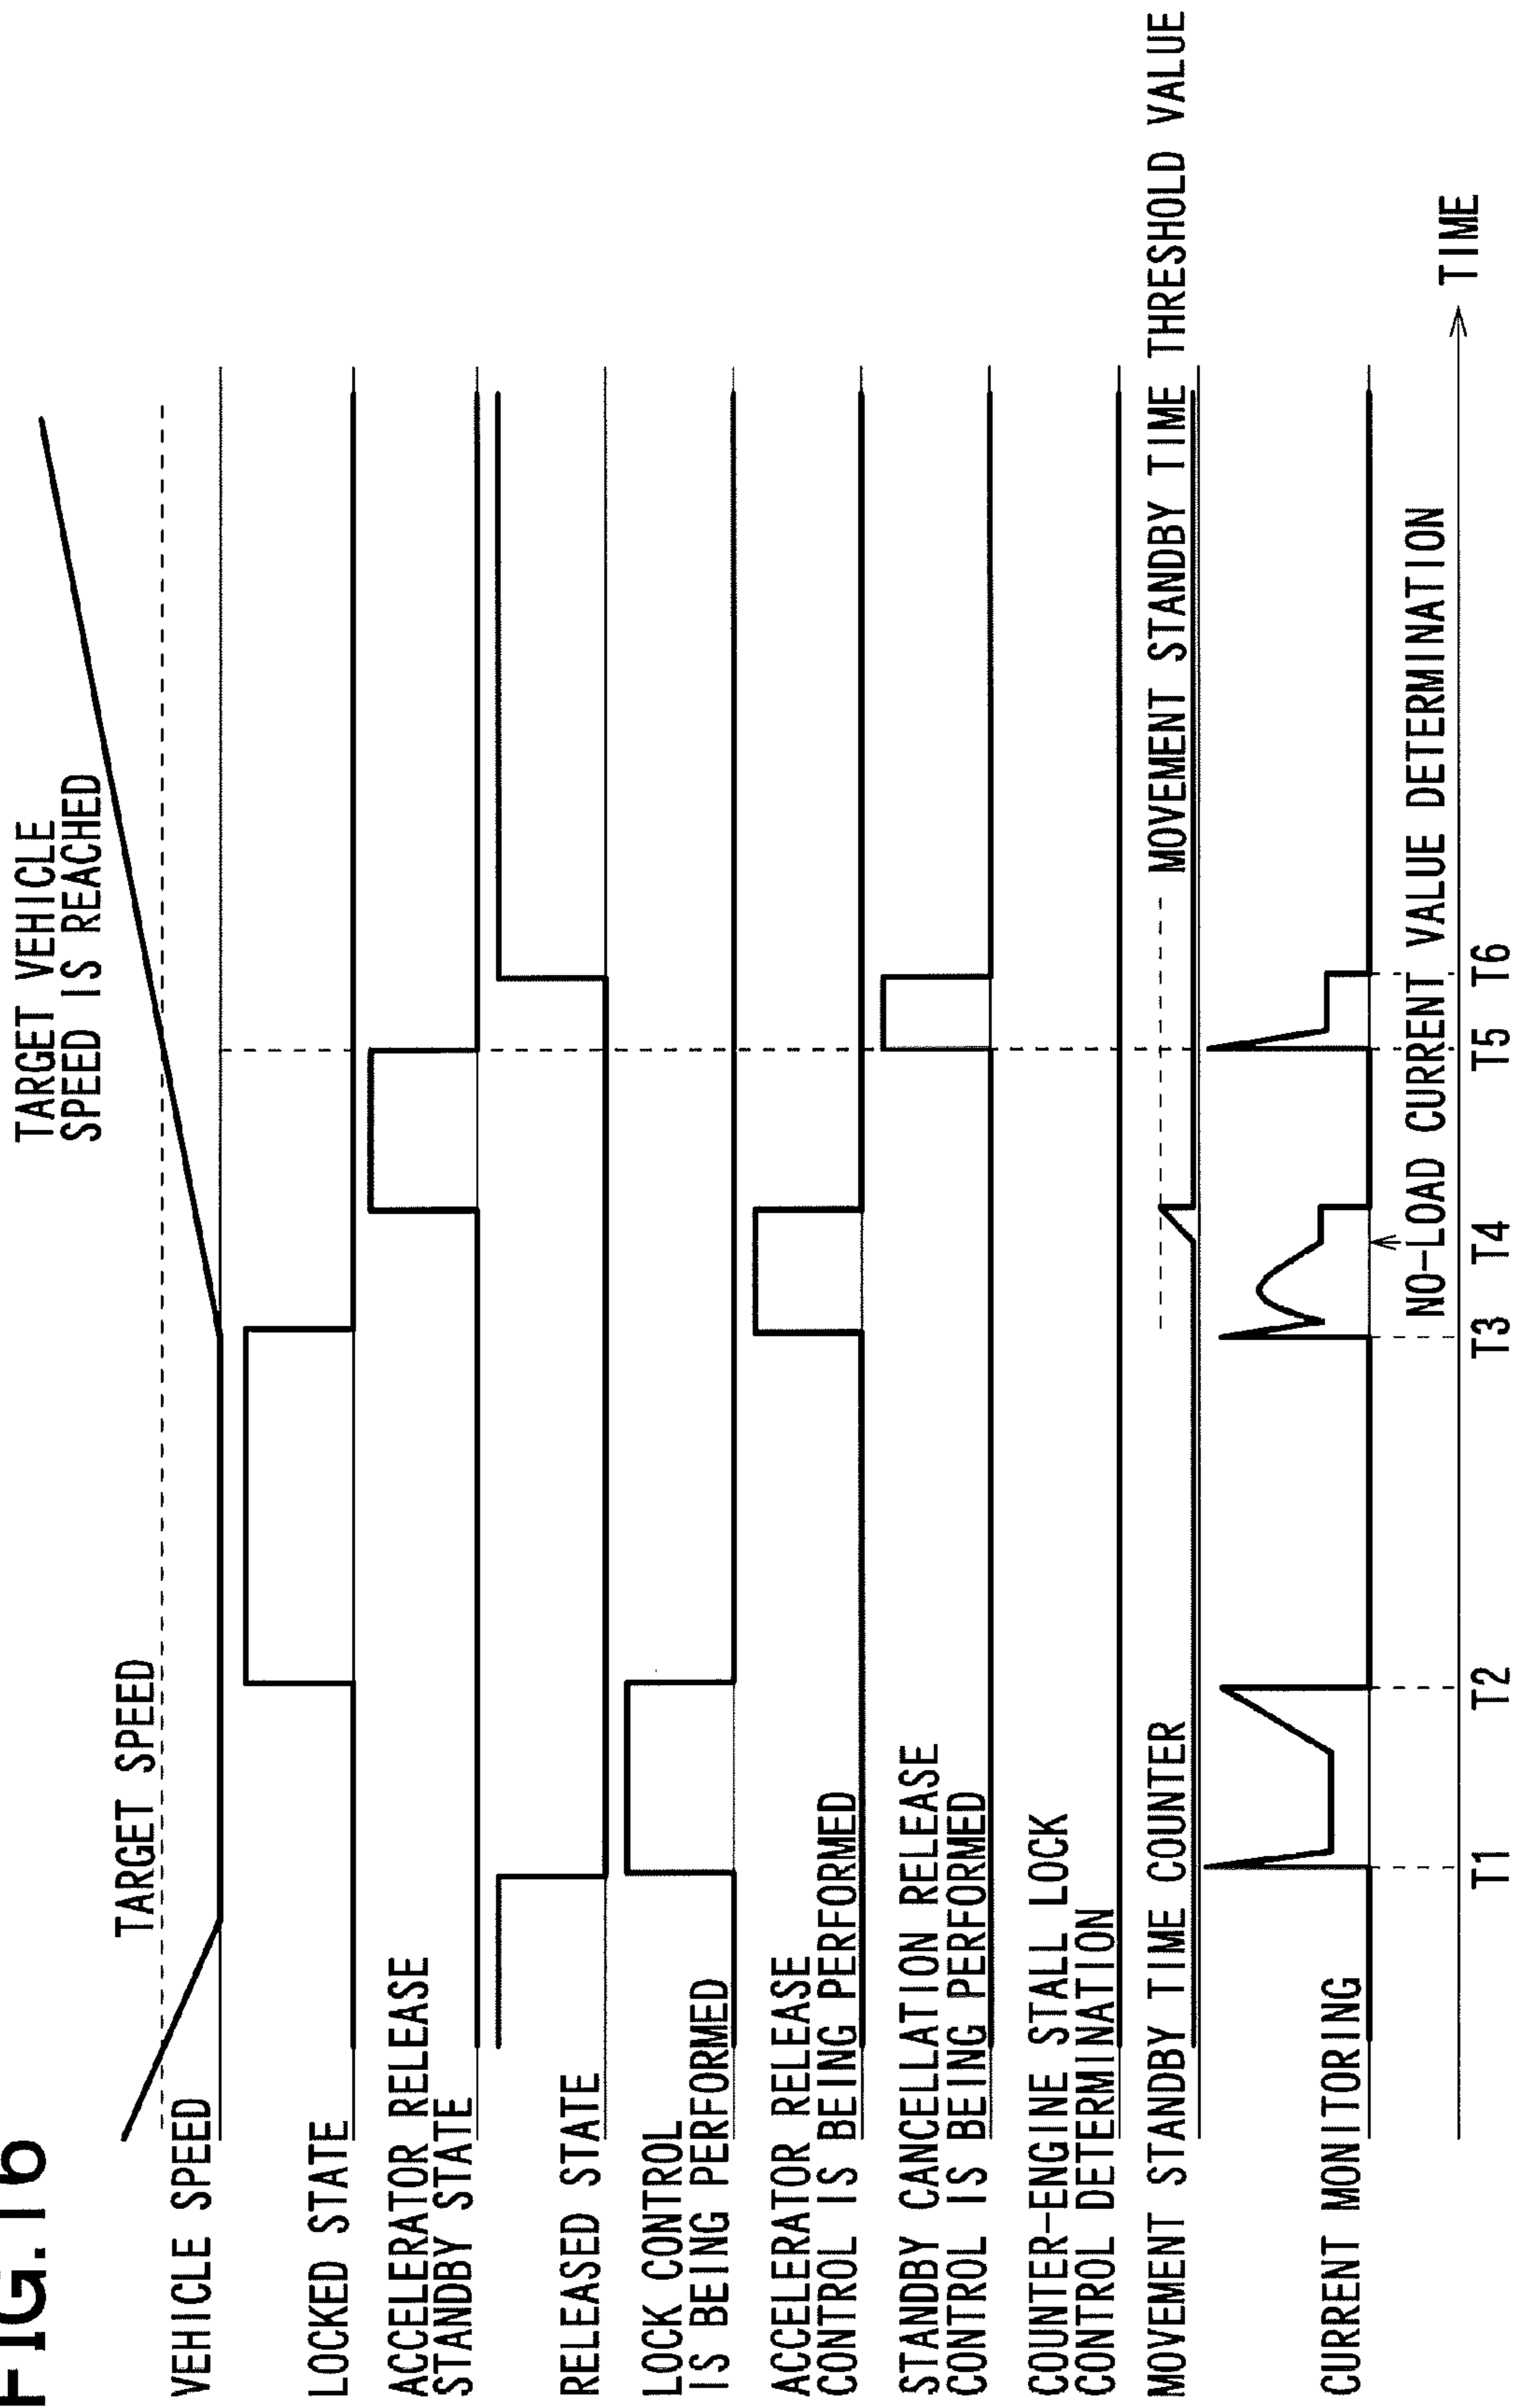 FIG.16
TARGET VEHICLE
SPEED IS REACHED
TARGET SPEED
VEHICLE SPEED
LOCKED STATE
ACCELERATOR RELEASE
STANDBY STATE
RELEASED STATE
LOCK CONTROL
IS BEING PERFORMED
ACCELERATOR RELEASE
CONTROL IS BEING PERFORMED
STANDBY CANCELLATION RELEASE
CONTROL IS BEING PERFORMED
COUNTER-ENGINE STALL LOCK
CONTROL DETERMINATION
MOVEMENT STANDBY TIME COUNTER
MOVEMENT STANDBY TIME THRESHOLD VALUE
CURRENT MONITORING
NO-LOAD CURRENT VALUE DETERMINATION
TIME
T1 T2 T3 T4 T5 T6